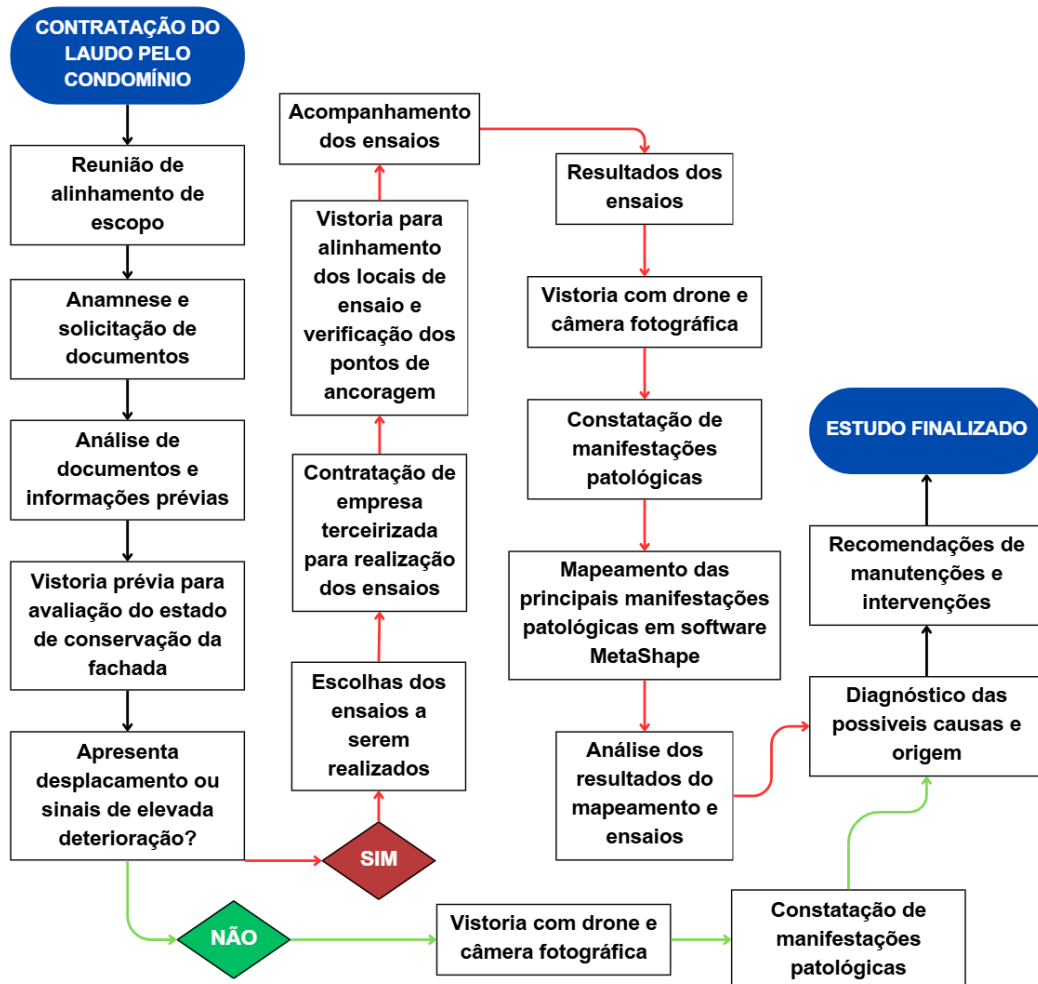 CONTRATAÇÃO DO
LAUDO PELO
CONDOMÍNIO
Reunião de
alinhamento de
escopo
Anamnese e
solicitação de
documentos
Análise de
documentos e
informações prévias
Vistoria prévia para
avaliação do estado
de conservação da
fachada
Apresenta
desplacamento ou
sinais de elevada
deterioração?
SIM
Escolhas dos
ensaios a
serem
realizados
Contratação de
empresa
terceirizada
para realização
dos ensaios
Vistoria para
alinhamento
dos locais de
ensaio e
verificação dos
pontos de
ancoragem
Acompanhamento
dos ensaios
Resultados dos
ensaios
Vistoria com drone e
câmera fotográfica
Constatação de
manifestações
patológicas
Mapeamento das
principais manifestações
patológicas em software
MetaShape
Análise dos
resultados do
mapeamento e
ensaios
NÃO
Vistoria com drone e
câmera fotográfica
Constatação de
manifestações
patológicas
Diagnóstico das
possiveis causas e
origem
Recomendações de
manutenções e
intervenções
ESTUDO FINALIZADO